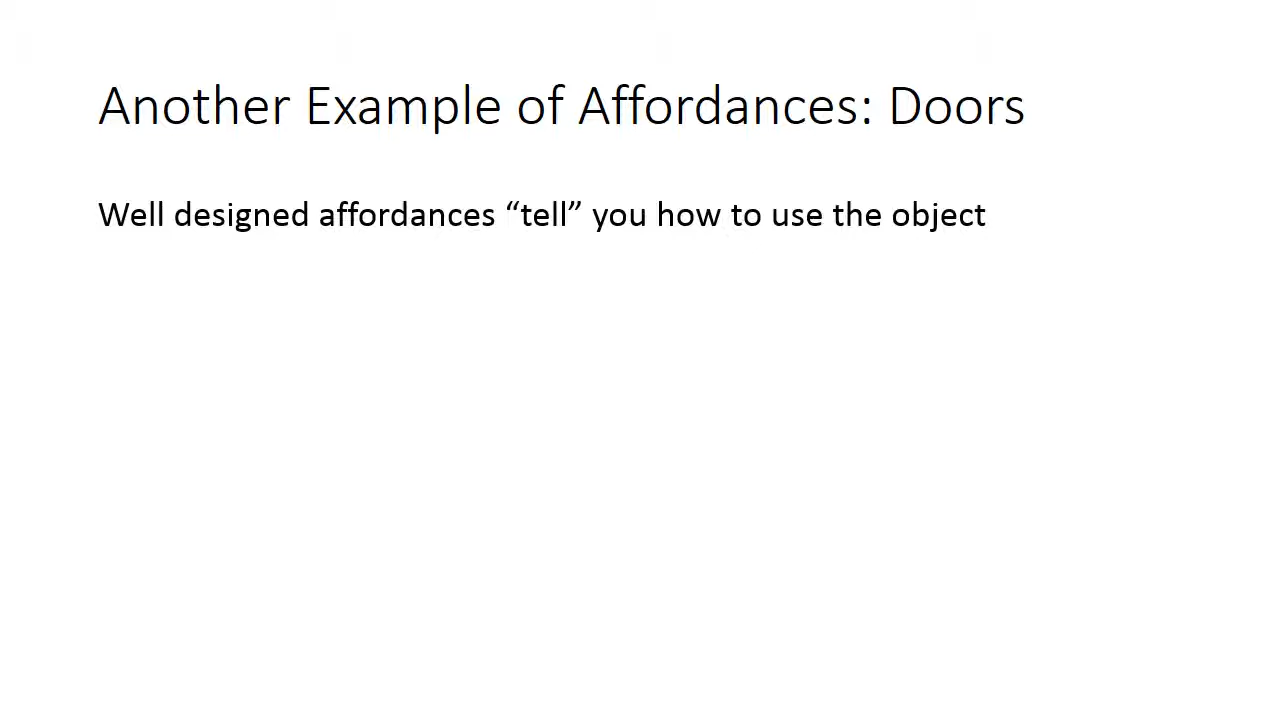 Another Example of Affordances: Doors
Well designed affordances “tell” you how to use the object